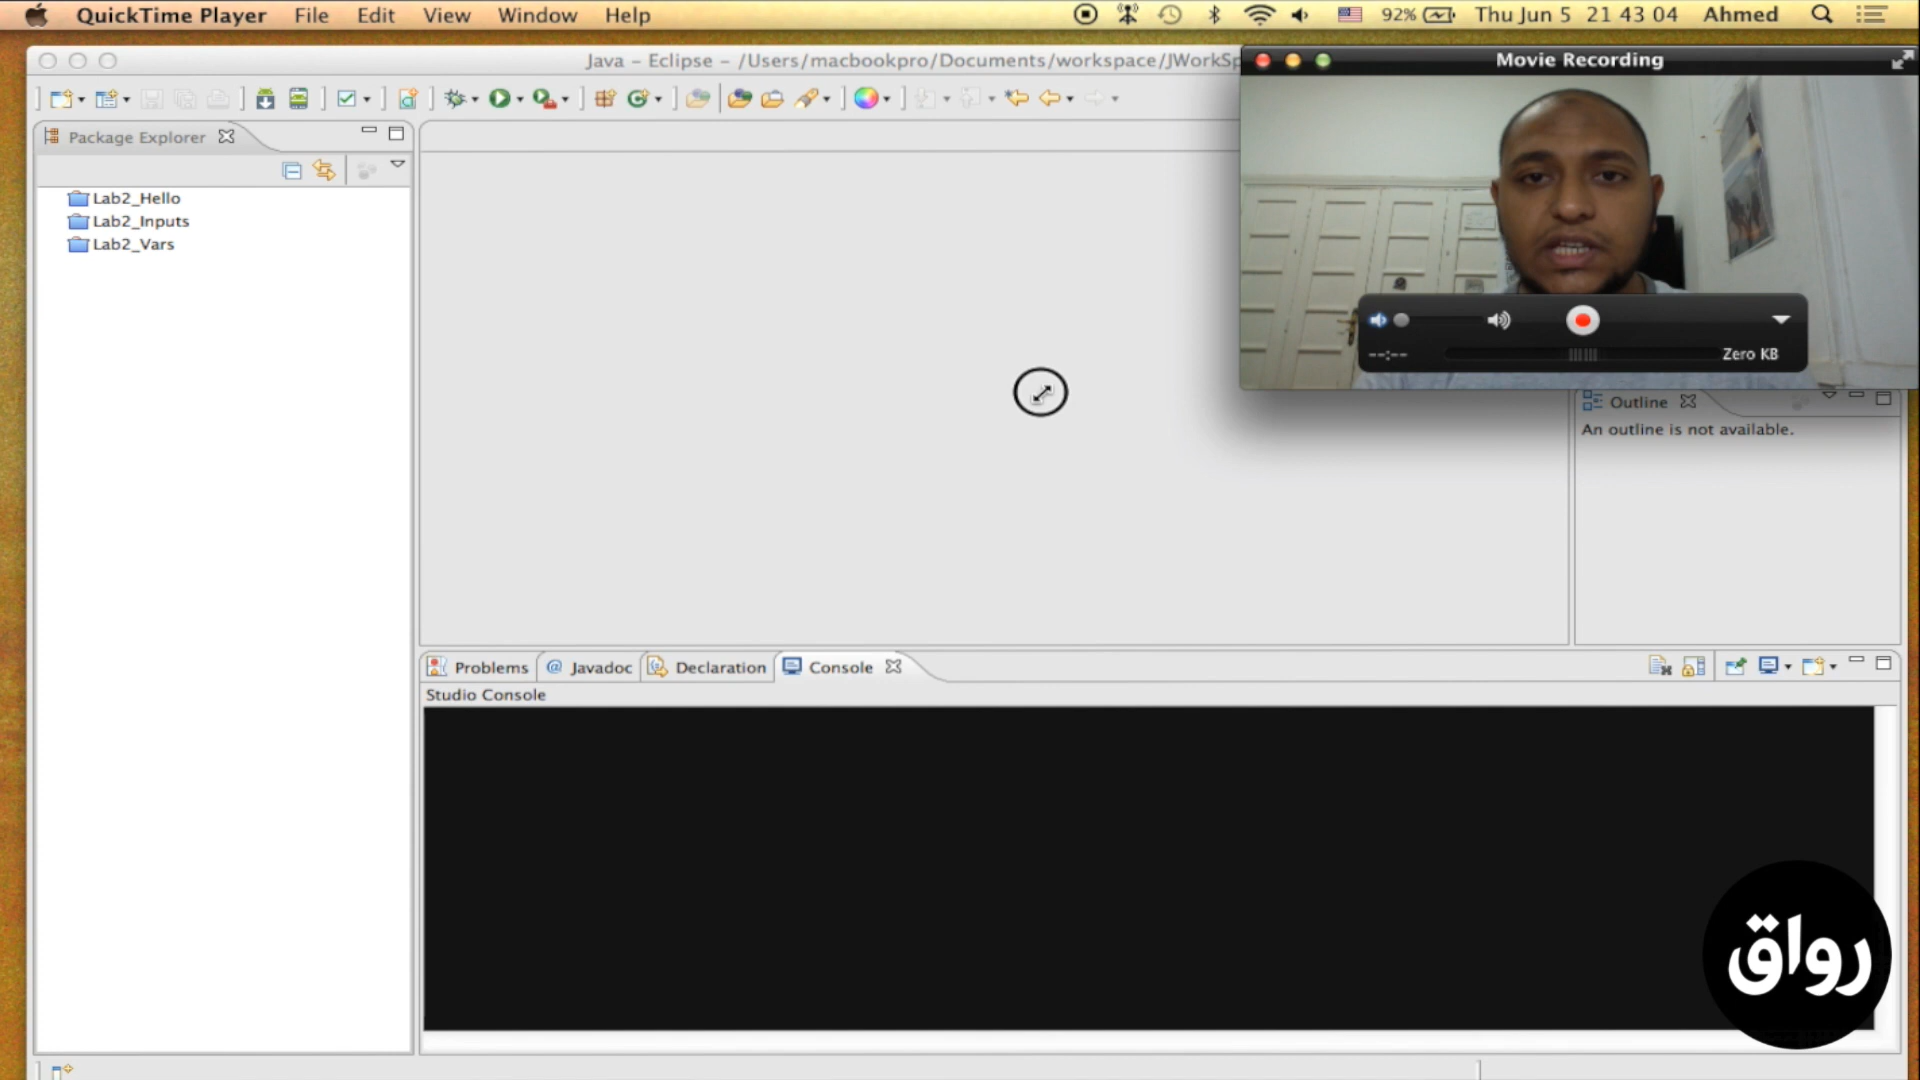 QuickTime Player File Edit View Window Help 92% Thu Jun 5 21 43 04 Ahmed
Java – Eclipse – /Users/macbookpro/Documents/workspace/JWorkSp
Movie Recording
Package Explorer
Lab2_Hello
Lab2_Inputs
Lab2_Vars
--:-- Zero KB
Outline
An outline is not available.
Problems @ Javadoc Declaration Console
Studio Console
رواق